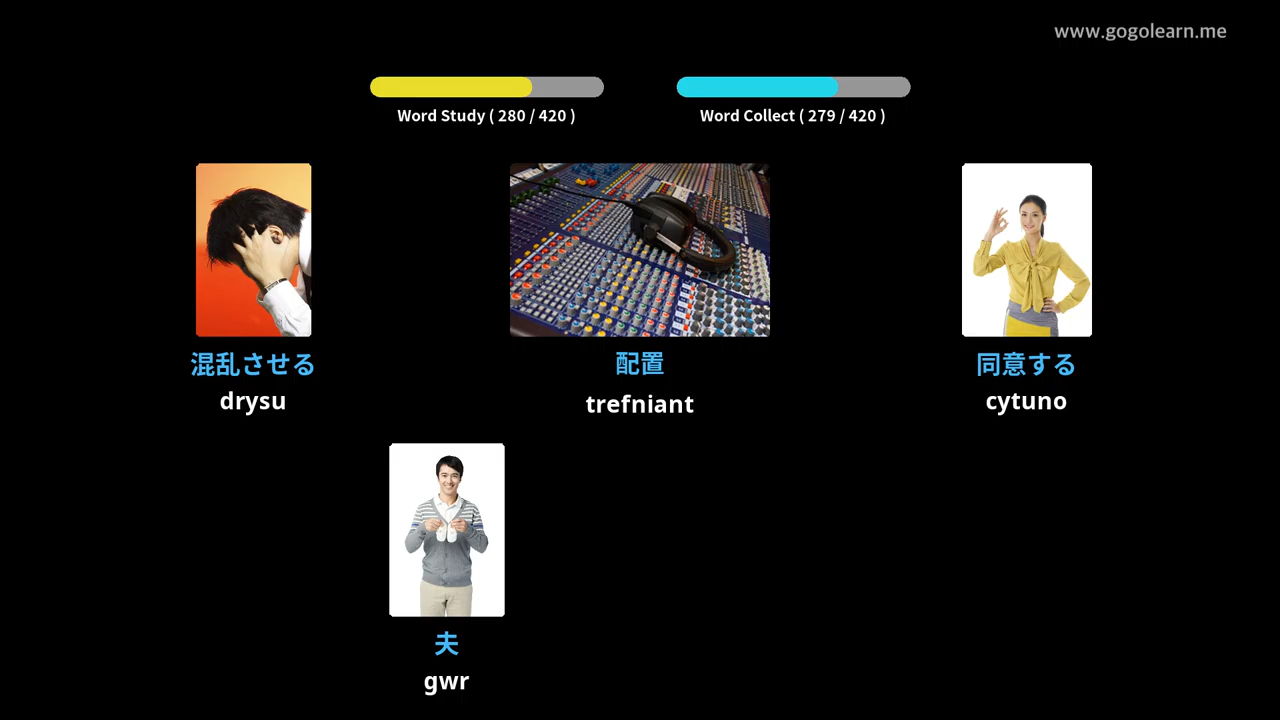 www.gogolearn.me
Word Study ( 280 / 420 )
Word Collect ( 279 / 420 )
混乱させる
drysu
配置
trefniant
同意する
cytuno
夫
gwr